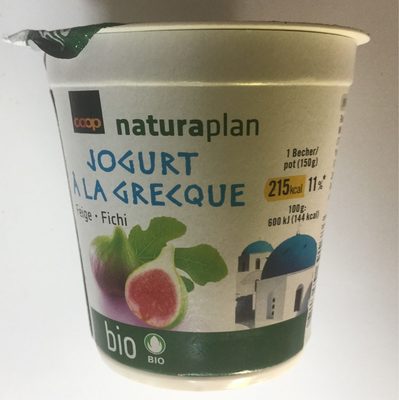 coop naturaplan
JOGURT
À LA GRECQUE
Feige • Fichi
1 Becher/
pot (150g)
215kcal 11%*
100g:
600 kJ (144 kcal)
bio
BIO